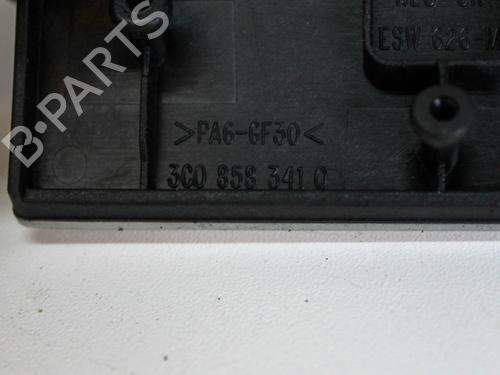 ESW 626-
>PA6-GF30<
3C0 858 341 Q
B-PARTS